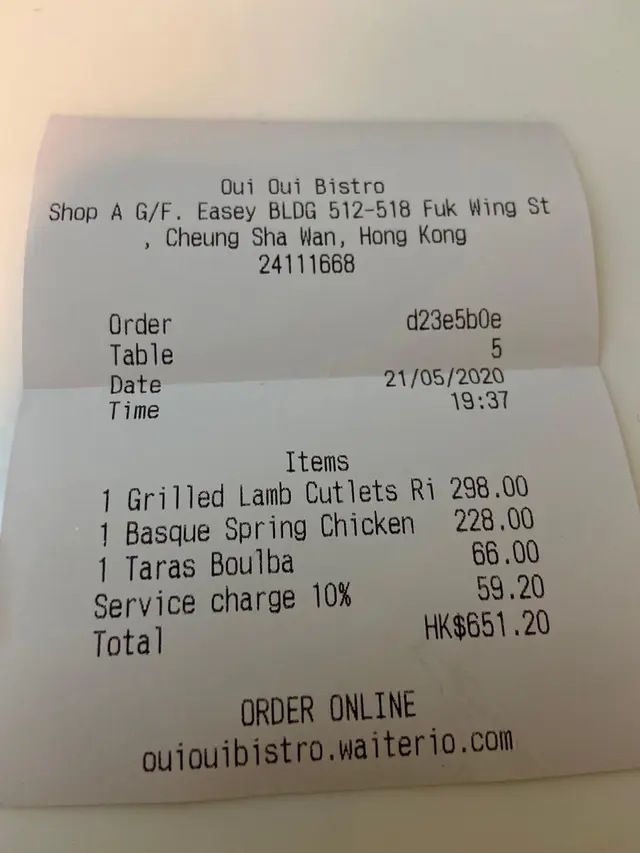 Oui Oui Bistro
Shop A G/F. Easey BLDG 512-518 Fuk Wing St
, Cheung Sha Wan, Hong Kong
24111668
Order d23e5b0e
Table 5
Date 21/05/2020
Time 19:37
Items
1 Grilled Lamb Cutlets Ri 298.00
1 Basque Spring Chicken 228.00
1 Taras Boulba 66.00
Service charge 10% 59.20
Total HK$651.20
ORDER ONLINE
ouiouibistro.waiterio.com